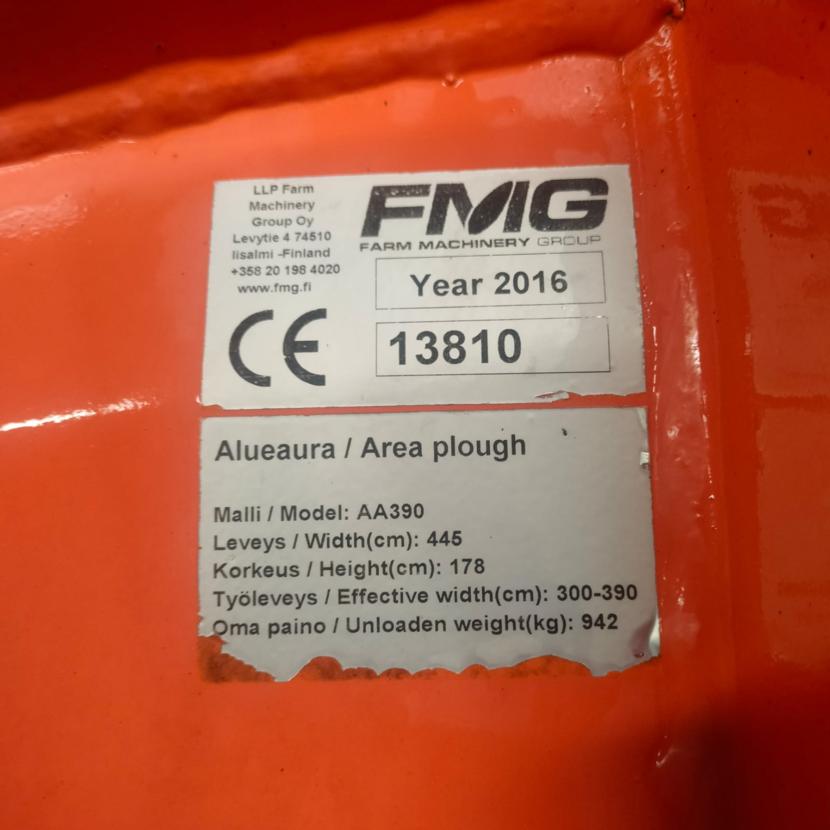 LLP Farm
Machinery
Group Oy
Levytie 4 74510
Iisalmi -Finland
+358 20 198 4020
www.fmg.fi
FMG
FARM MACHINERY GROUP
Year 2016
CE
13810
Alueaura / Area plough
Malli / Model: AA390
Leveys / Width(cm): 445
Korkeus / Height(cm): 178
Työleveys / Effective width(cm): 300-390
Oma paino / Unloaden weight(kg): 942